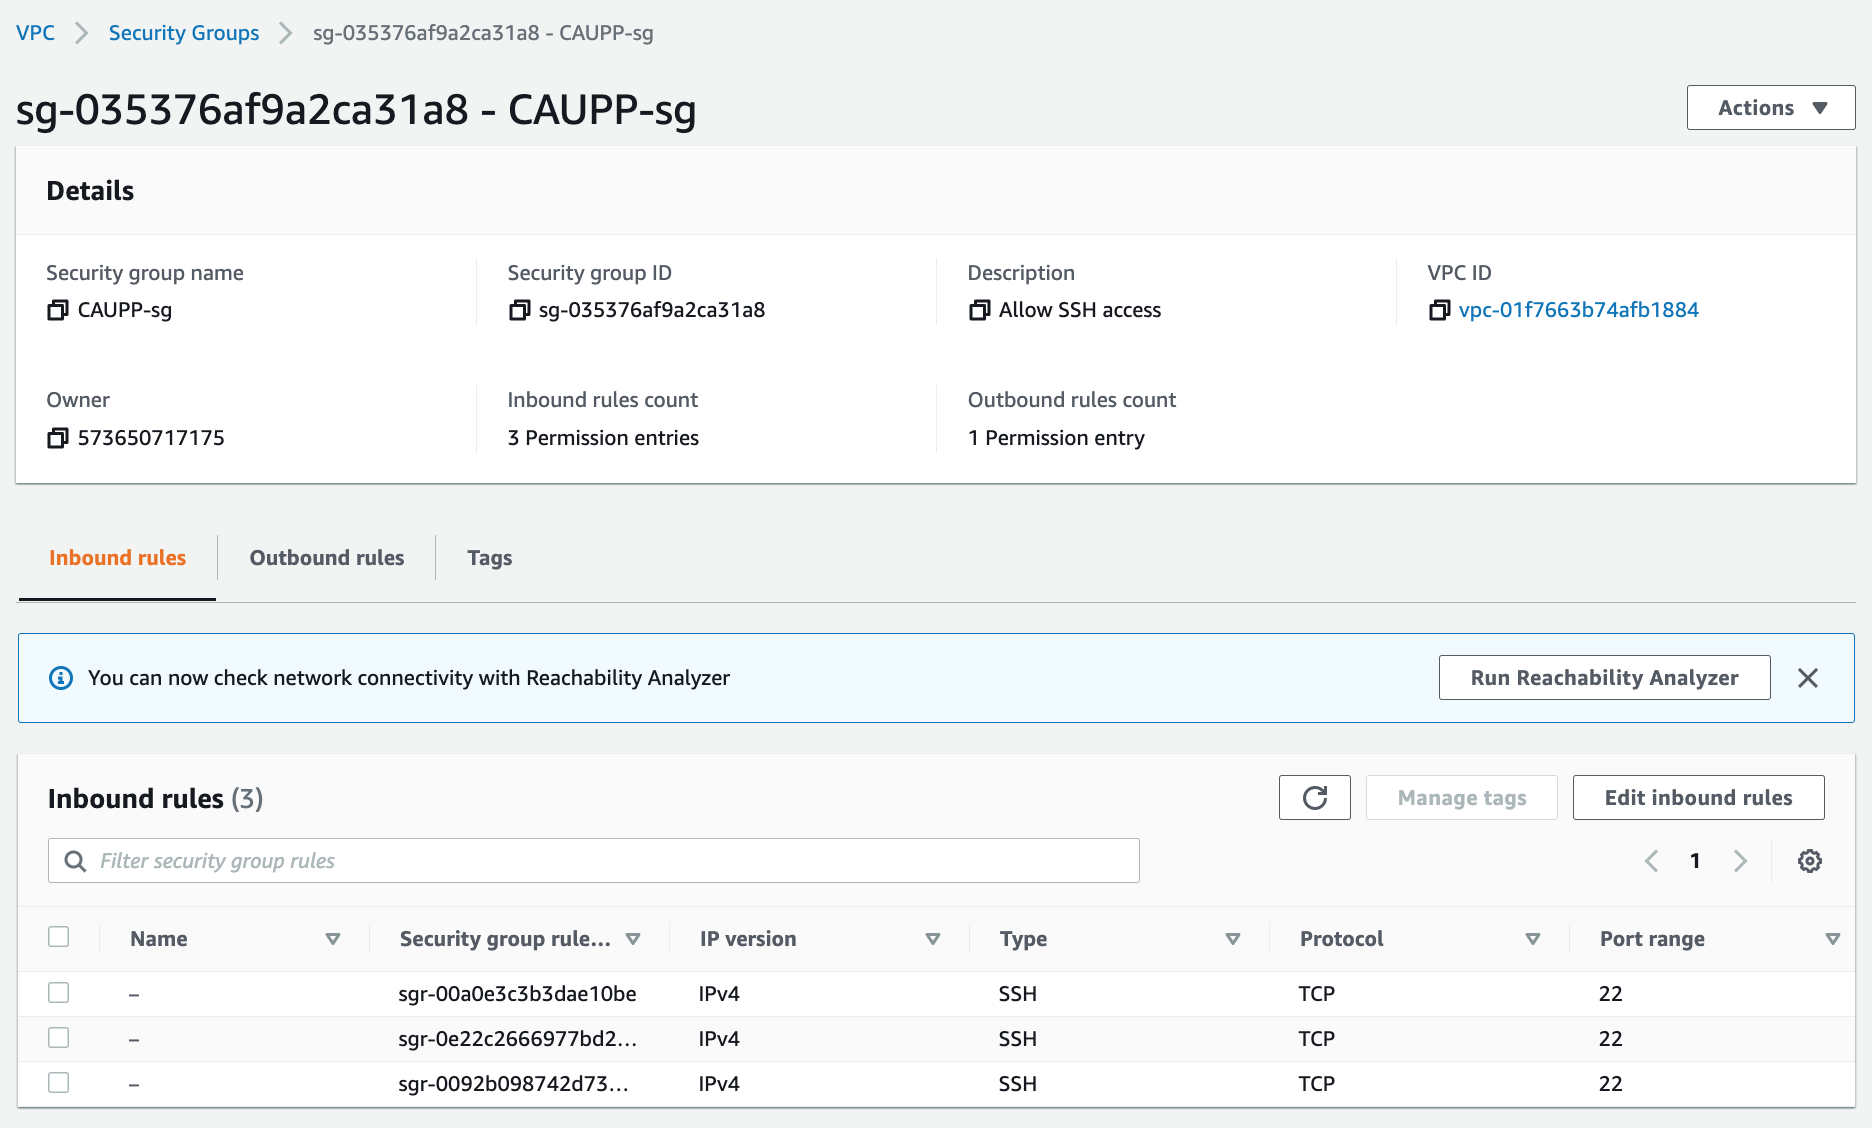 VPC > Security Groups > sg-035376af9a2ca31a8 - CAUPP-sg
sg-035376af9a2ca31a8 - CAUPP-sg
Actions
Details
Security group name
CAUPP-sg
Security group ID
sg-035376af9a2ca31a8
Description
Allow SSH access
VPC ID
vpc-01f7663b74afb1884
Owner
573650717175
Inbound rules count
3 Permission entries
Outbound rules count
1 Permission entry
Inbound rules
Outbound rules
Tags
You can now check network connectivity with Reachability Analyzer
Run Reachability Analyzer
Inbound rules (3)
Manage tags
Edit inbound rules
Filter security group rules
1
Name Security group rule... IP version Type Protocol Port range
– sgr-00a0e3c3b3dae10be IPv4 SSH TCP 22
– sgr-0e22c2666977bd2... IPv4 SSH TCP 22
– sgr-0092b098742d73... IPv4 SSH TCP 22